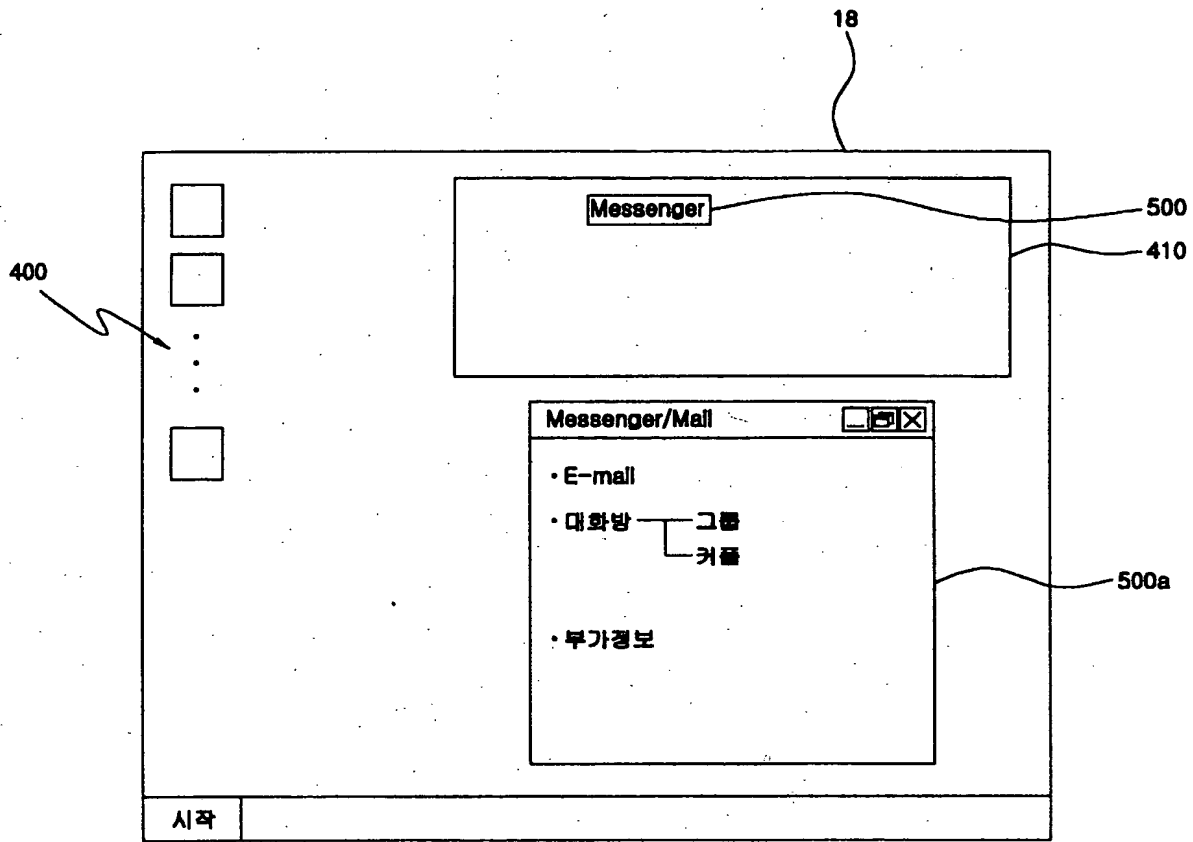 18
Messenger
500
410
400
Messenger/Mail
· E-mail
· 대화방 그룹
커플
500a
· 부가정보
시작